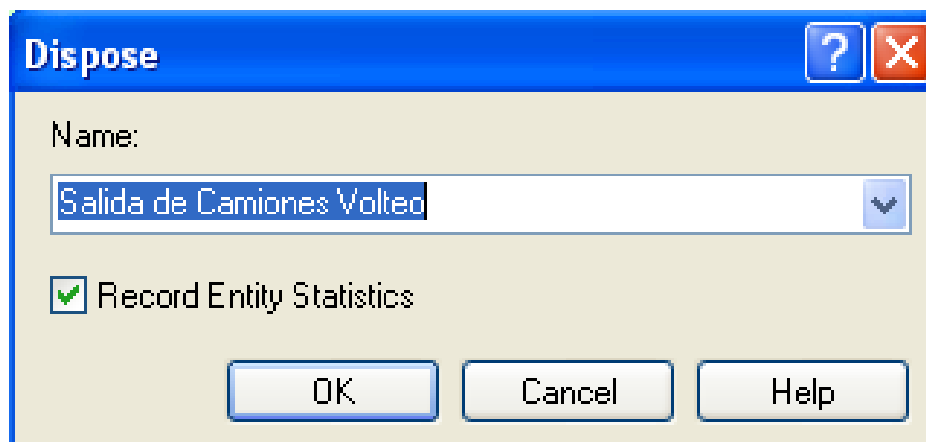 Dispose
Name:
Salida de Camiones Volteo
Record Entity Statistics
OK Cancel Help